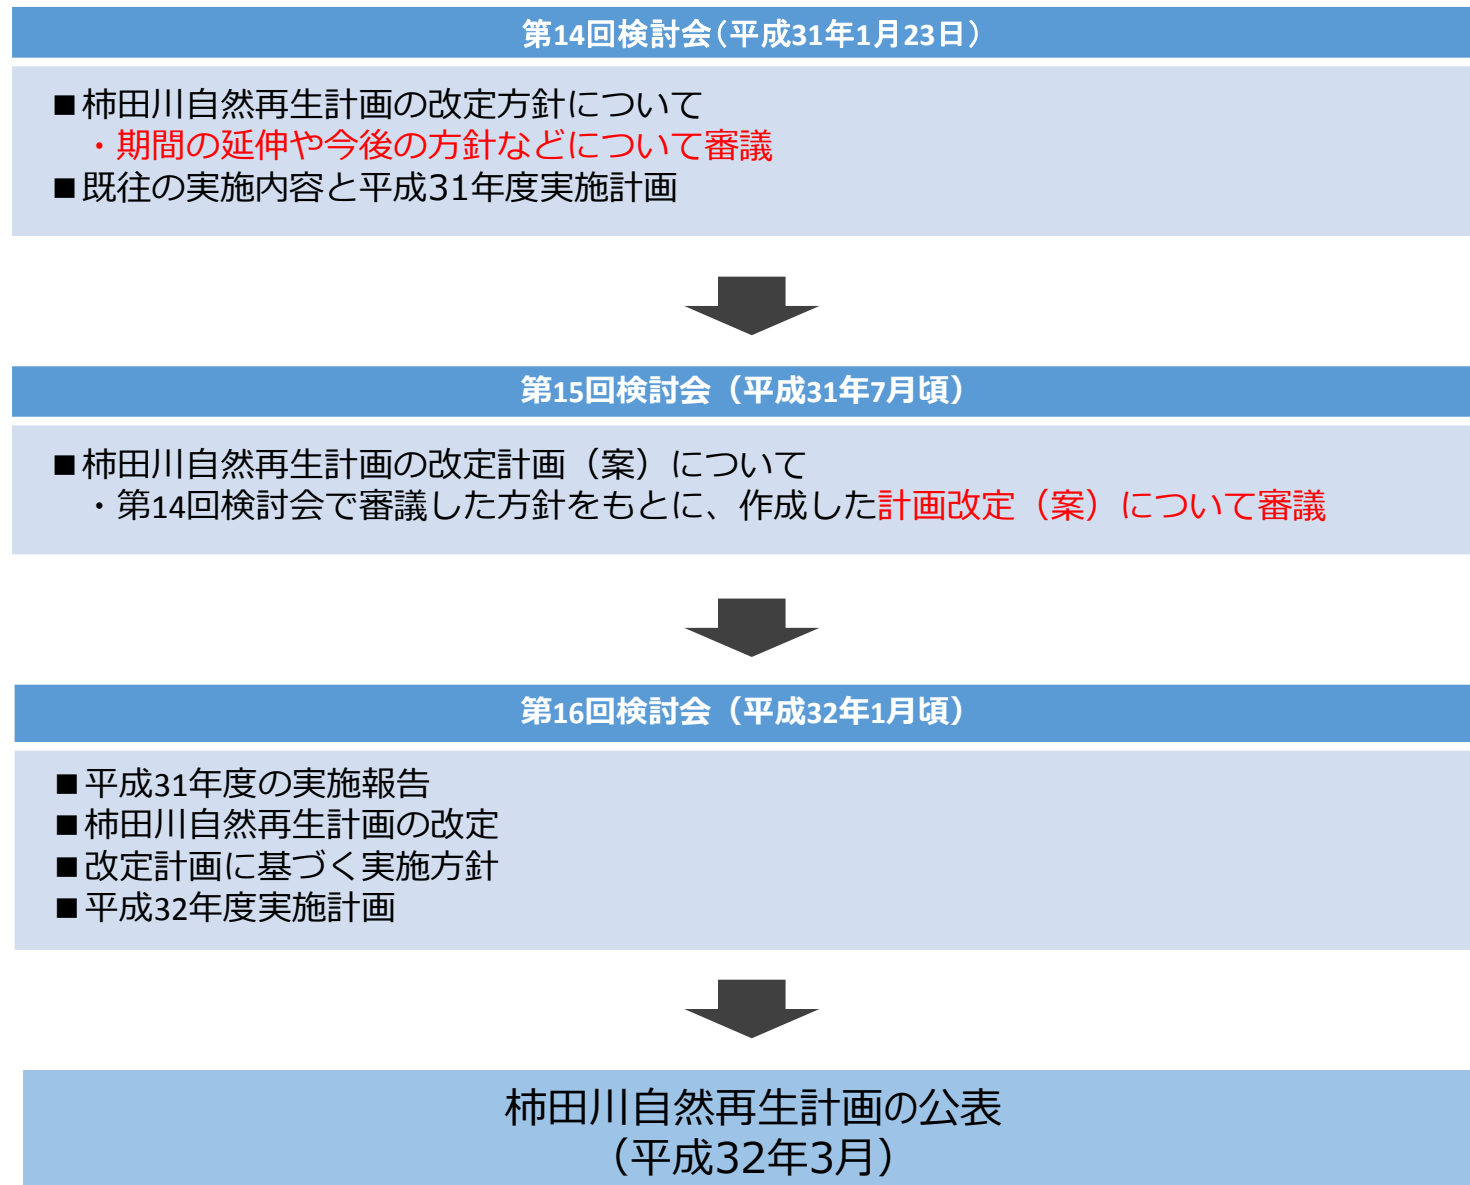 第14回検討会（平成31年1月23日）
■柿田川自然再生計画の改定方針について
・期間の延伸や今後の方針などについて審議
■既往の実施内容と平成31年度実施計画
第15回検討会（平成31年7月頃）
■柿田川自然再生計画の改定計画（案）について
・第14回検討会で審議した方針をもとに、作成した計画改定（案）について審議
第16回検討会（平成32年1月頃）
■平成31年度の実施報告
■柿田川自然再生計画の改定
■改定計画に基づく実施方針
■平成32年度実施計画
柿田川自然再生計画の公表
（平成32年3月）